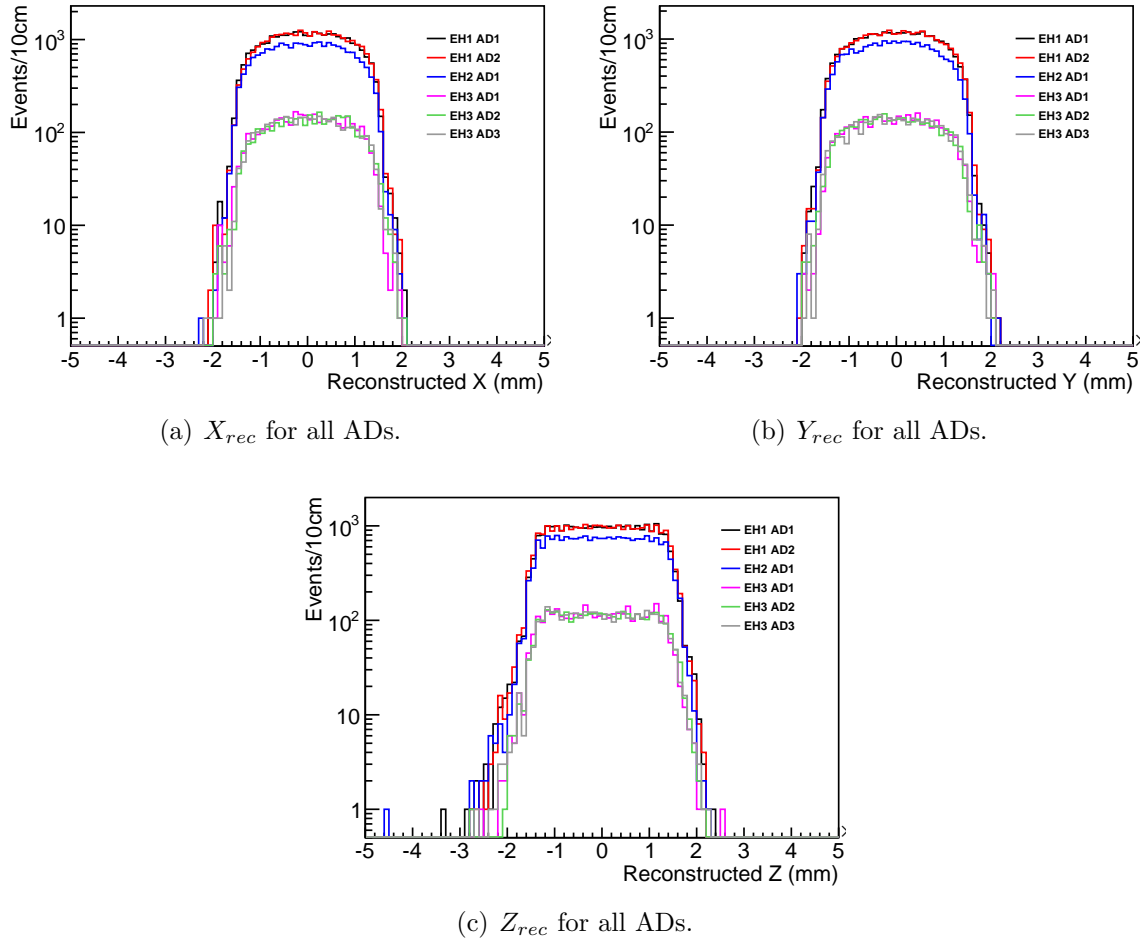 Events/10cm
10³
10²
10
1
-5 -4 -3 -2 -1 0 1 2 3 4 5
Reconstructed X (mm)
EH1 AD1
EH1 AD2
EH2 AD1
EH3 AD1
EH3 AD2
EH3 AD3
(a) X_rec for all ADs.
Events/10cm
10³
10²
10
1
-5 -4 -3 -2 -1 0 1 2 3 4 5
Reconstructed Y (mm)
EH1 AD1
EH1 AD2
EH2 AD1
EH3 AD1
EH3 AD2
EH3 AD3
(b) Y_rec for all ADs.
Events/10cm
10³
10²
10
1
-5 -4 -3 -2 -1 0 1 2 3 4 5
Reconstructed Z (mm)
EH1 AD1
EH1 AD2
EH2 AD1
EH3 AD1
EH3 AD2
EH3 AD3
(c) Z_rec for all ADs.